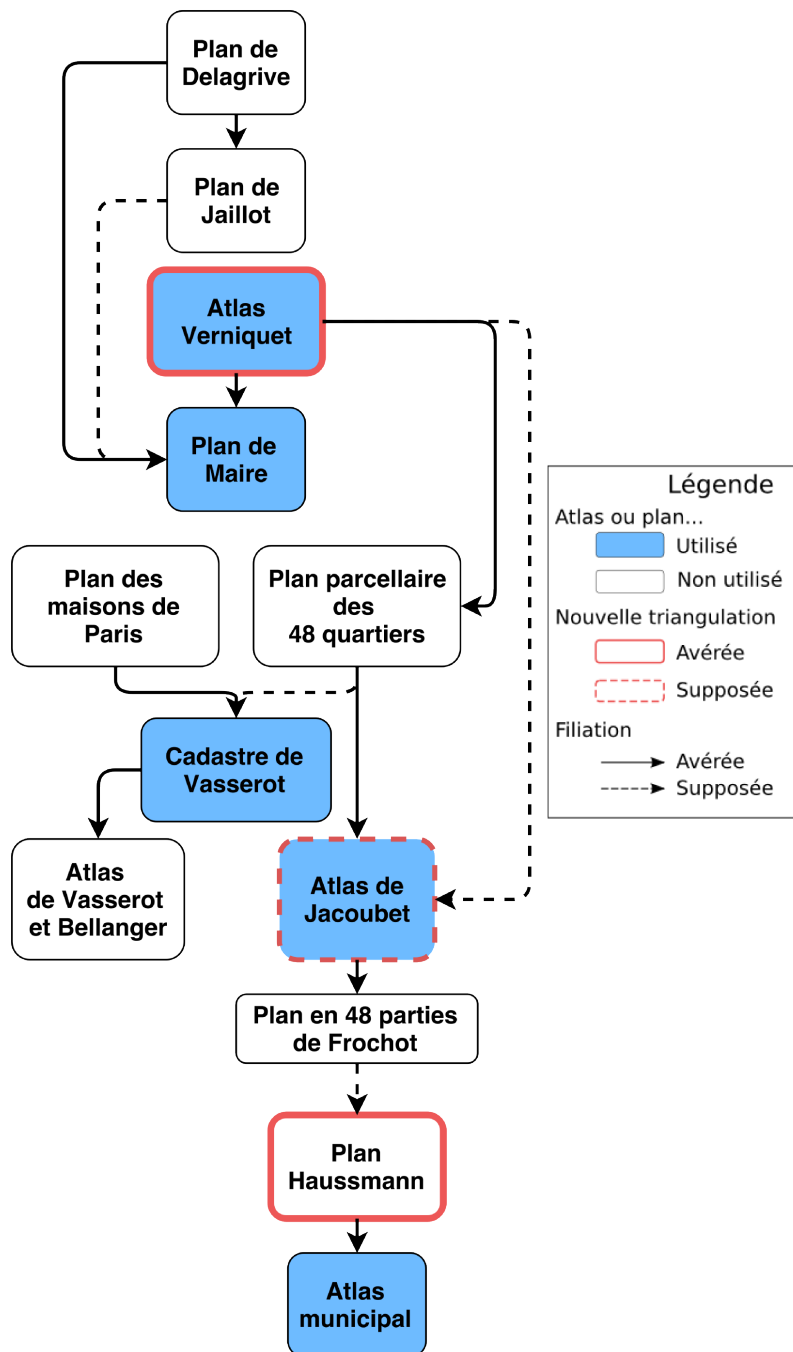 Plan de
Delagrive
Plan de
Jaillot
Atlas
Verniquet
Plan de
Maire
Légende
Atlas ou plan...
Utilisé
Non utilisé
Nouvelle triangulation
Avérée
Supposée
Filiation
Avérée
Supposée
Plan des
maisons de
Paris
Plan parcellaire
des
48 quartiers
Cadastre de
Vasserot
Atlas
de Vasserot
et Bellanger
Atlas de
Jacoubet
Plan en 48 parties
de Frochot
Plan
Haussmann
Atlas
municipal